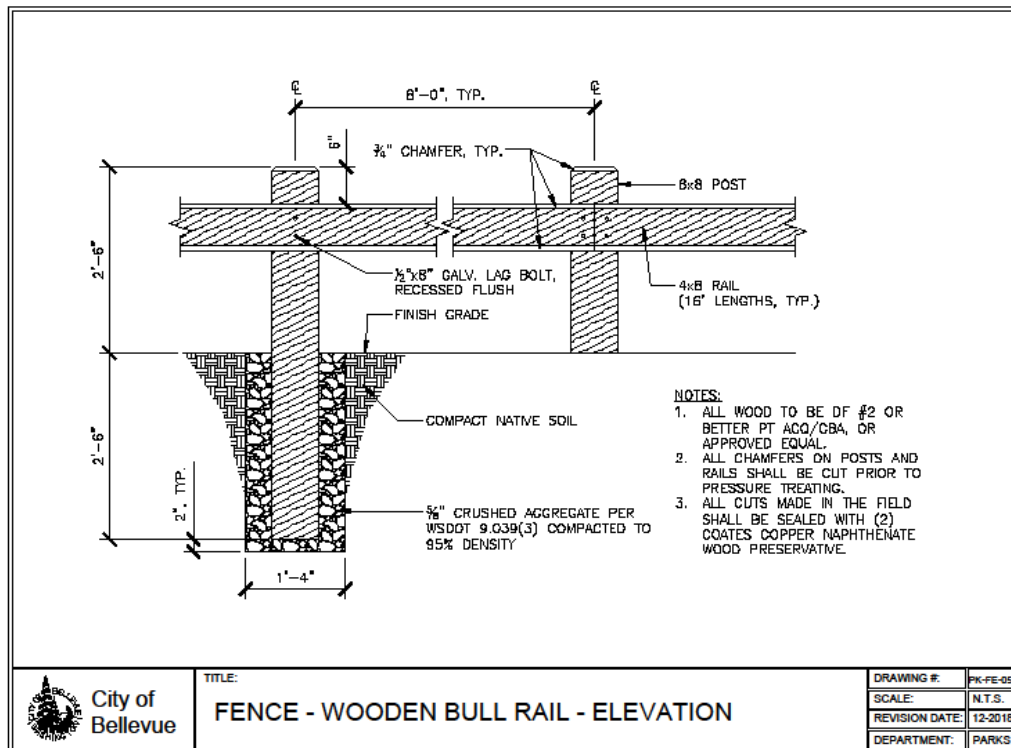 ℄
℄
8'-0", TYP.
6"
¾" CHAMFER, TYP.
8x8 POST
2'-6"
½"x8" GALV. LAG BOLT,
RECESSED FLUSH
4x8 RAIL
(16' LENGTHS, TYP.)
FINISH GRADE
COMPACT NATIVE SOIL
2'-6"
2", TYP.
⅝" CRUSHED AGGREGATE PER
WSDOT 9.039(3) COMPACTED TO
95% DENSITY
1'-4"
NOTES:
1. ALL WOOD TO BE DF #2 OR
BETTER PT ACQ/CBA, OR
APPROVED EQUAL.
2. ALL CHAMFERS ON POSTS AND
RAILS SHALL BE CUT PRIOR TO
PRESSURE TREATING.
3. ALL CUTS MADE IN THE FIELD
SHALL BE SEALED WITH (2)
COATES COPPER NAPHTHENATE
WOOD PRESERVATIVE.
City of
Bellevue
TITLE:
FENCE - WOODEN BULL RAIL - ELEVATION
DRAWING #: PK-FE-05
SCALE: N.T.S.
REVISION DATE: 12-2018
DEPARTMENT: PARKS